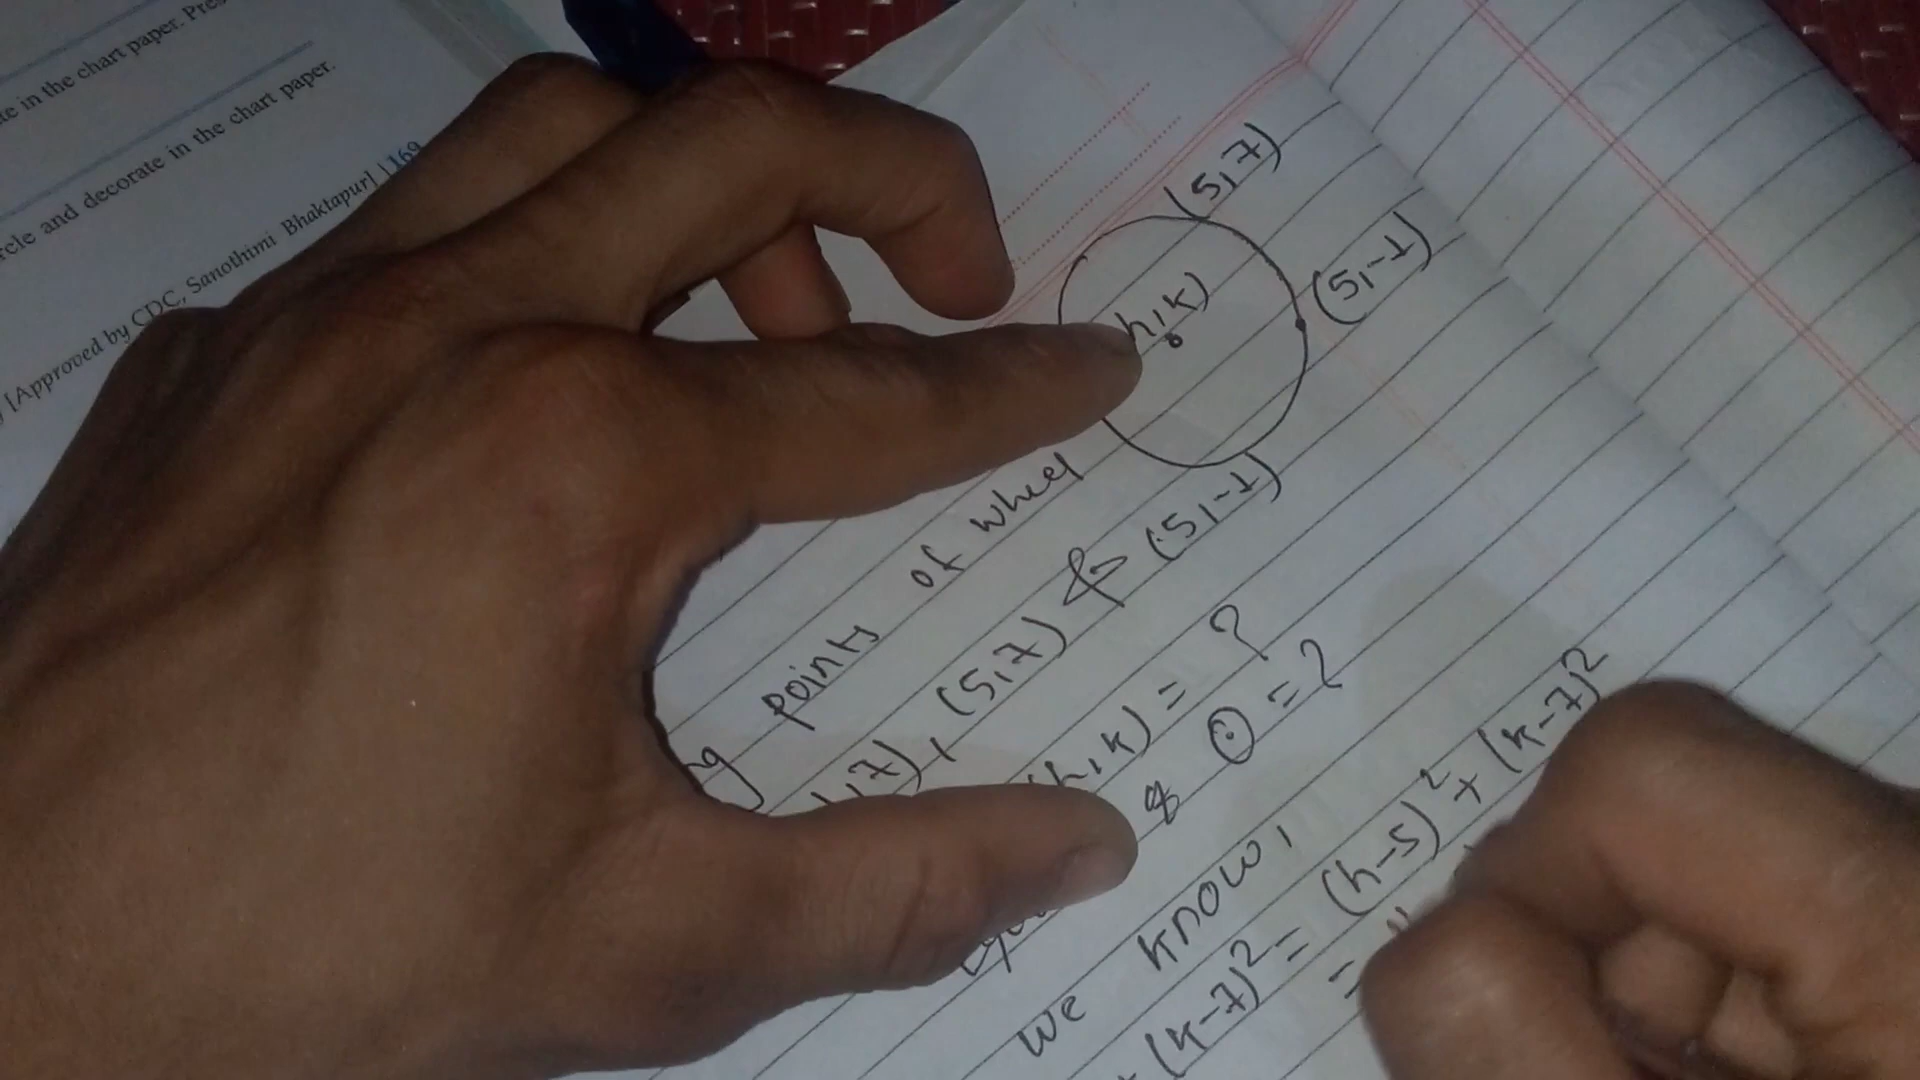 te in the chart paper.
rcle and decorate in the chart paper.
[Approved by CDC, Sanothimi Bhaktapur] | 169
(5,7)
h,k)
(5,-1)
g points of wheel
,7), (5,7) & (5,-1)
(h,k) = ?
& ⊙ = ?
we know,
(k-7)² = (h-5)² + (k-7)²
=